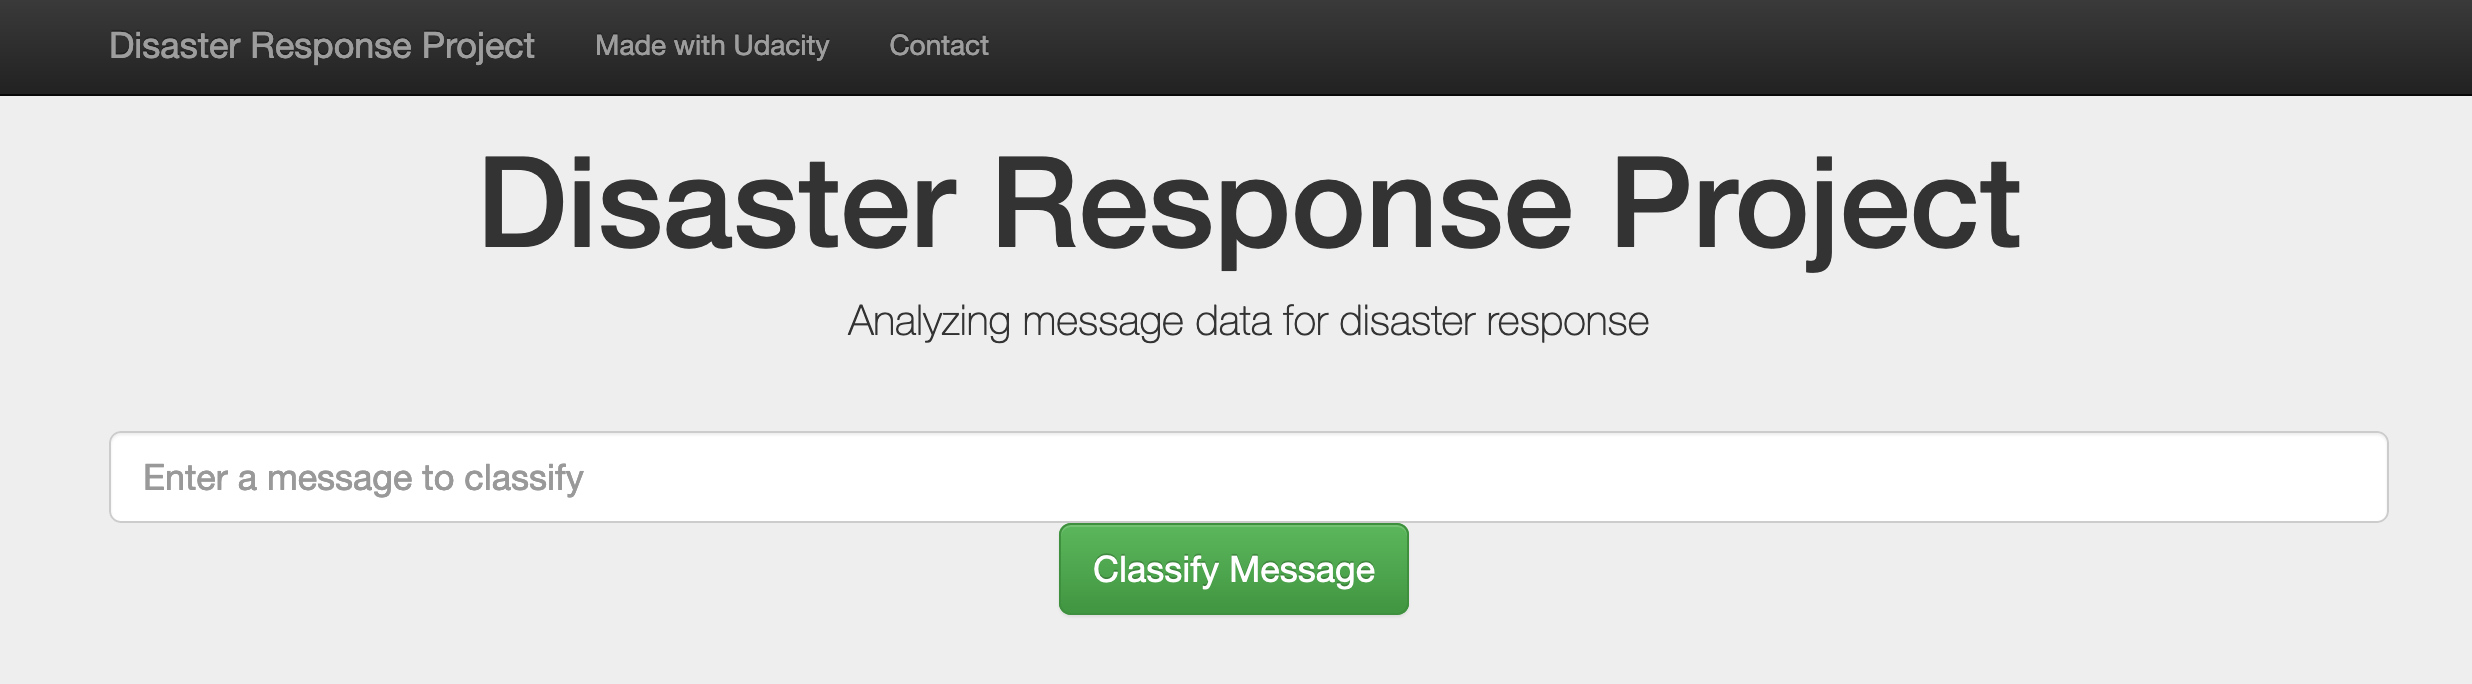 Disaster Response Project Made with Udacity Contact
Disaster Response Project
Analyzing message data for disaster response
Enter a message to classify
Classify Message